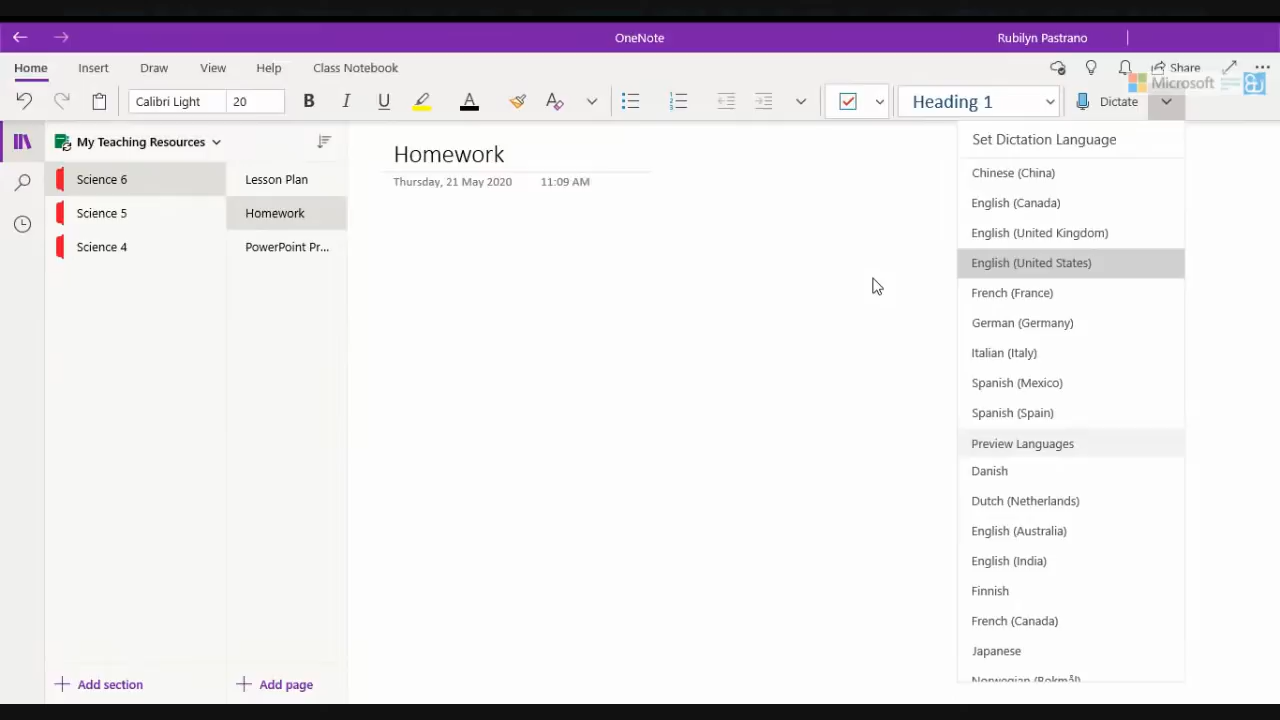 OneNote
Rubilyn Pastrano
Home Insert Draw View Help Class Notebook
Share
Microsoft
Calibri Light 20 B I U A A Heading 1 Dictate
My Teaching Resources
Science 6
Science 5
Science 4
Lesson Plan
Homework
PowerPoint Pr...
Homework
Thursday, 21 May 2020 11:09 AM
Set Dictation Language
Chinese (China)
English (Canada)
English (United Kingdom)
English (United States)
French (France)
German (Germany)
Italian (Italy)
Spanish (Mexico)
Spanish (Spain)
Preview Languages
Danish
Dutch (Netherlands)
English (Australia)
English (India)
Finnish
French (Canada)
Japanese
Norwegian (Bokmål)
Add section
Add page